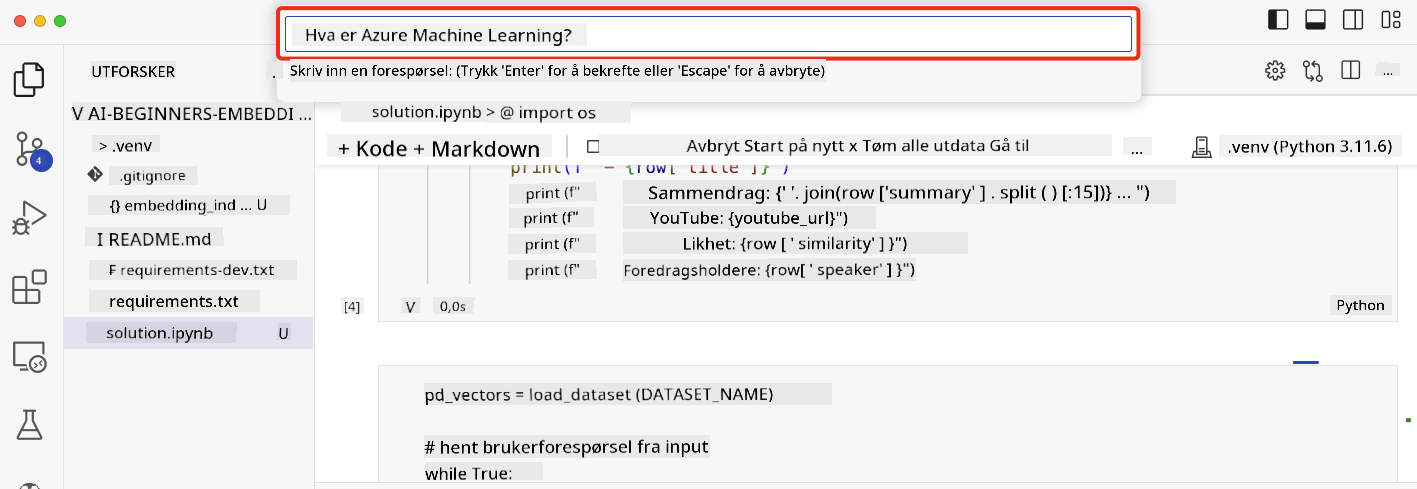 Hva er Azure Machine Learning?
Skriv inn en forespørsel: (Trykk 'Enter' for å bekrefte eller 'Escape' for å avbryte)
UTFORSKER
...
V AI-BEGINNERS-EMBEDDI ...
> .venv
.gitignore
{} embedding_ind ... U
I README.md
F requirements-dev.txt
requirements.txt
solution.ipynb U
4
solution.ipynb > @ import os
+ Kode + Markdown
Avbryt Start på nytt x Tøm alle utdata Gå til
...
.venv (Python 3.11.6)
print (f" Sammendrag: {' '. join(row ['summary' ] . split ( ) [:15])} ... ")
print (f" YouTube: {youtube_url}")
print (f" Likhet: {row [ ' similarity' ] }")
print (f" Foredragsholdere: {row[ ' speaker' ] }")
[4] V 0,0s Python
pd_vectors = load_dataset (DATASET_NAME)
# hent brukerforespørsel fra input
while True: